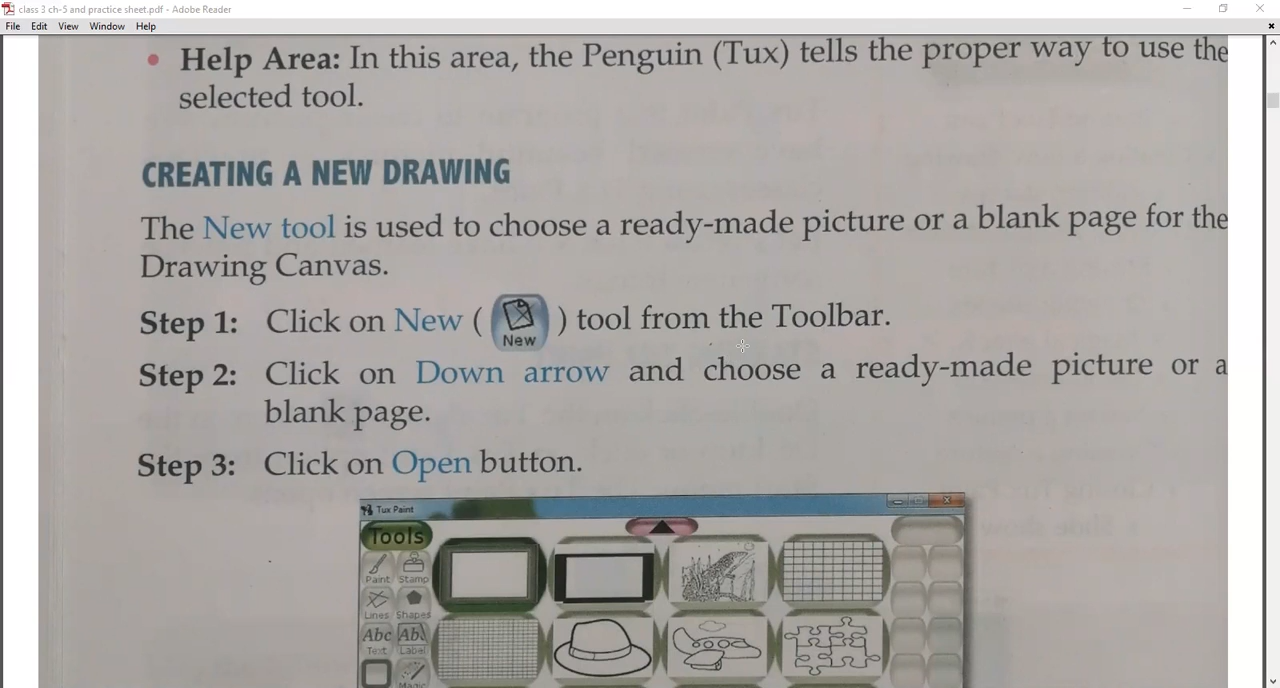 class 3 ch-5 and practice sheet.pdf - Adobe Reader
File Edit View Window Help
• Help Area: In this area, the Penguin (Tux) tells the proper way to use the
selected tool.
CREATING A NEW DRAWING
The New tool is used to choose a ready-made picture or a blank page for the
Drawing Canvas.
Step 1: Click on New ( New ) tool from the Toolbar.
Step 2: Click on Down arrow and choose a ready-made picture or a
blank page.
Step 3: Click on Open button.
Tux Paint
Tools
Paint Stamp
Lines Shapes
Abc Abc
Text Label
Magic